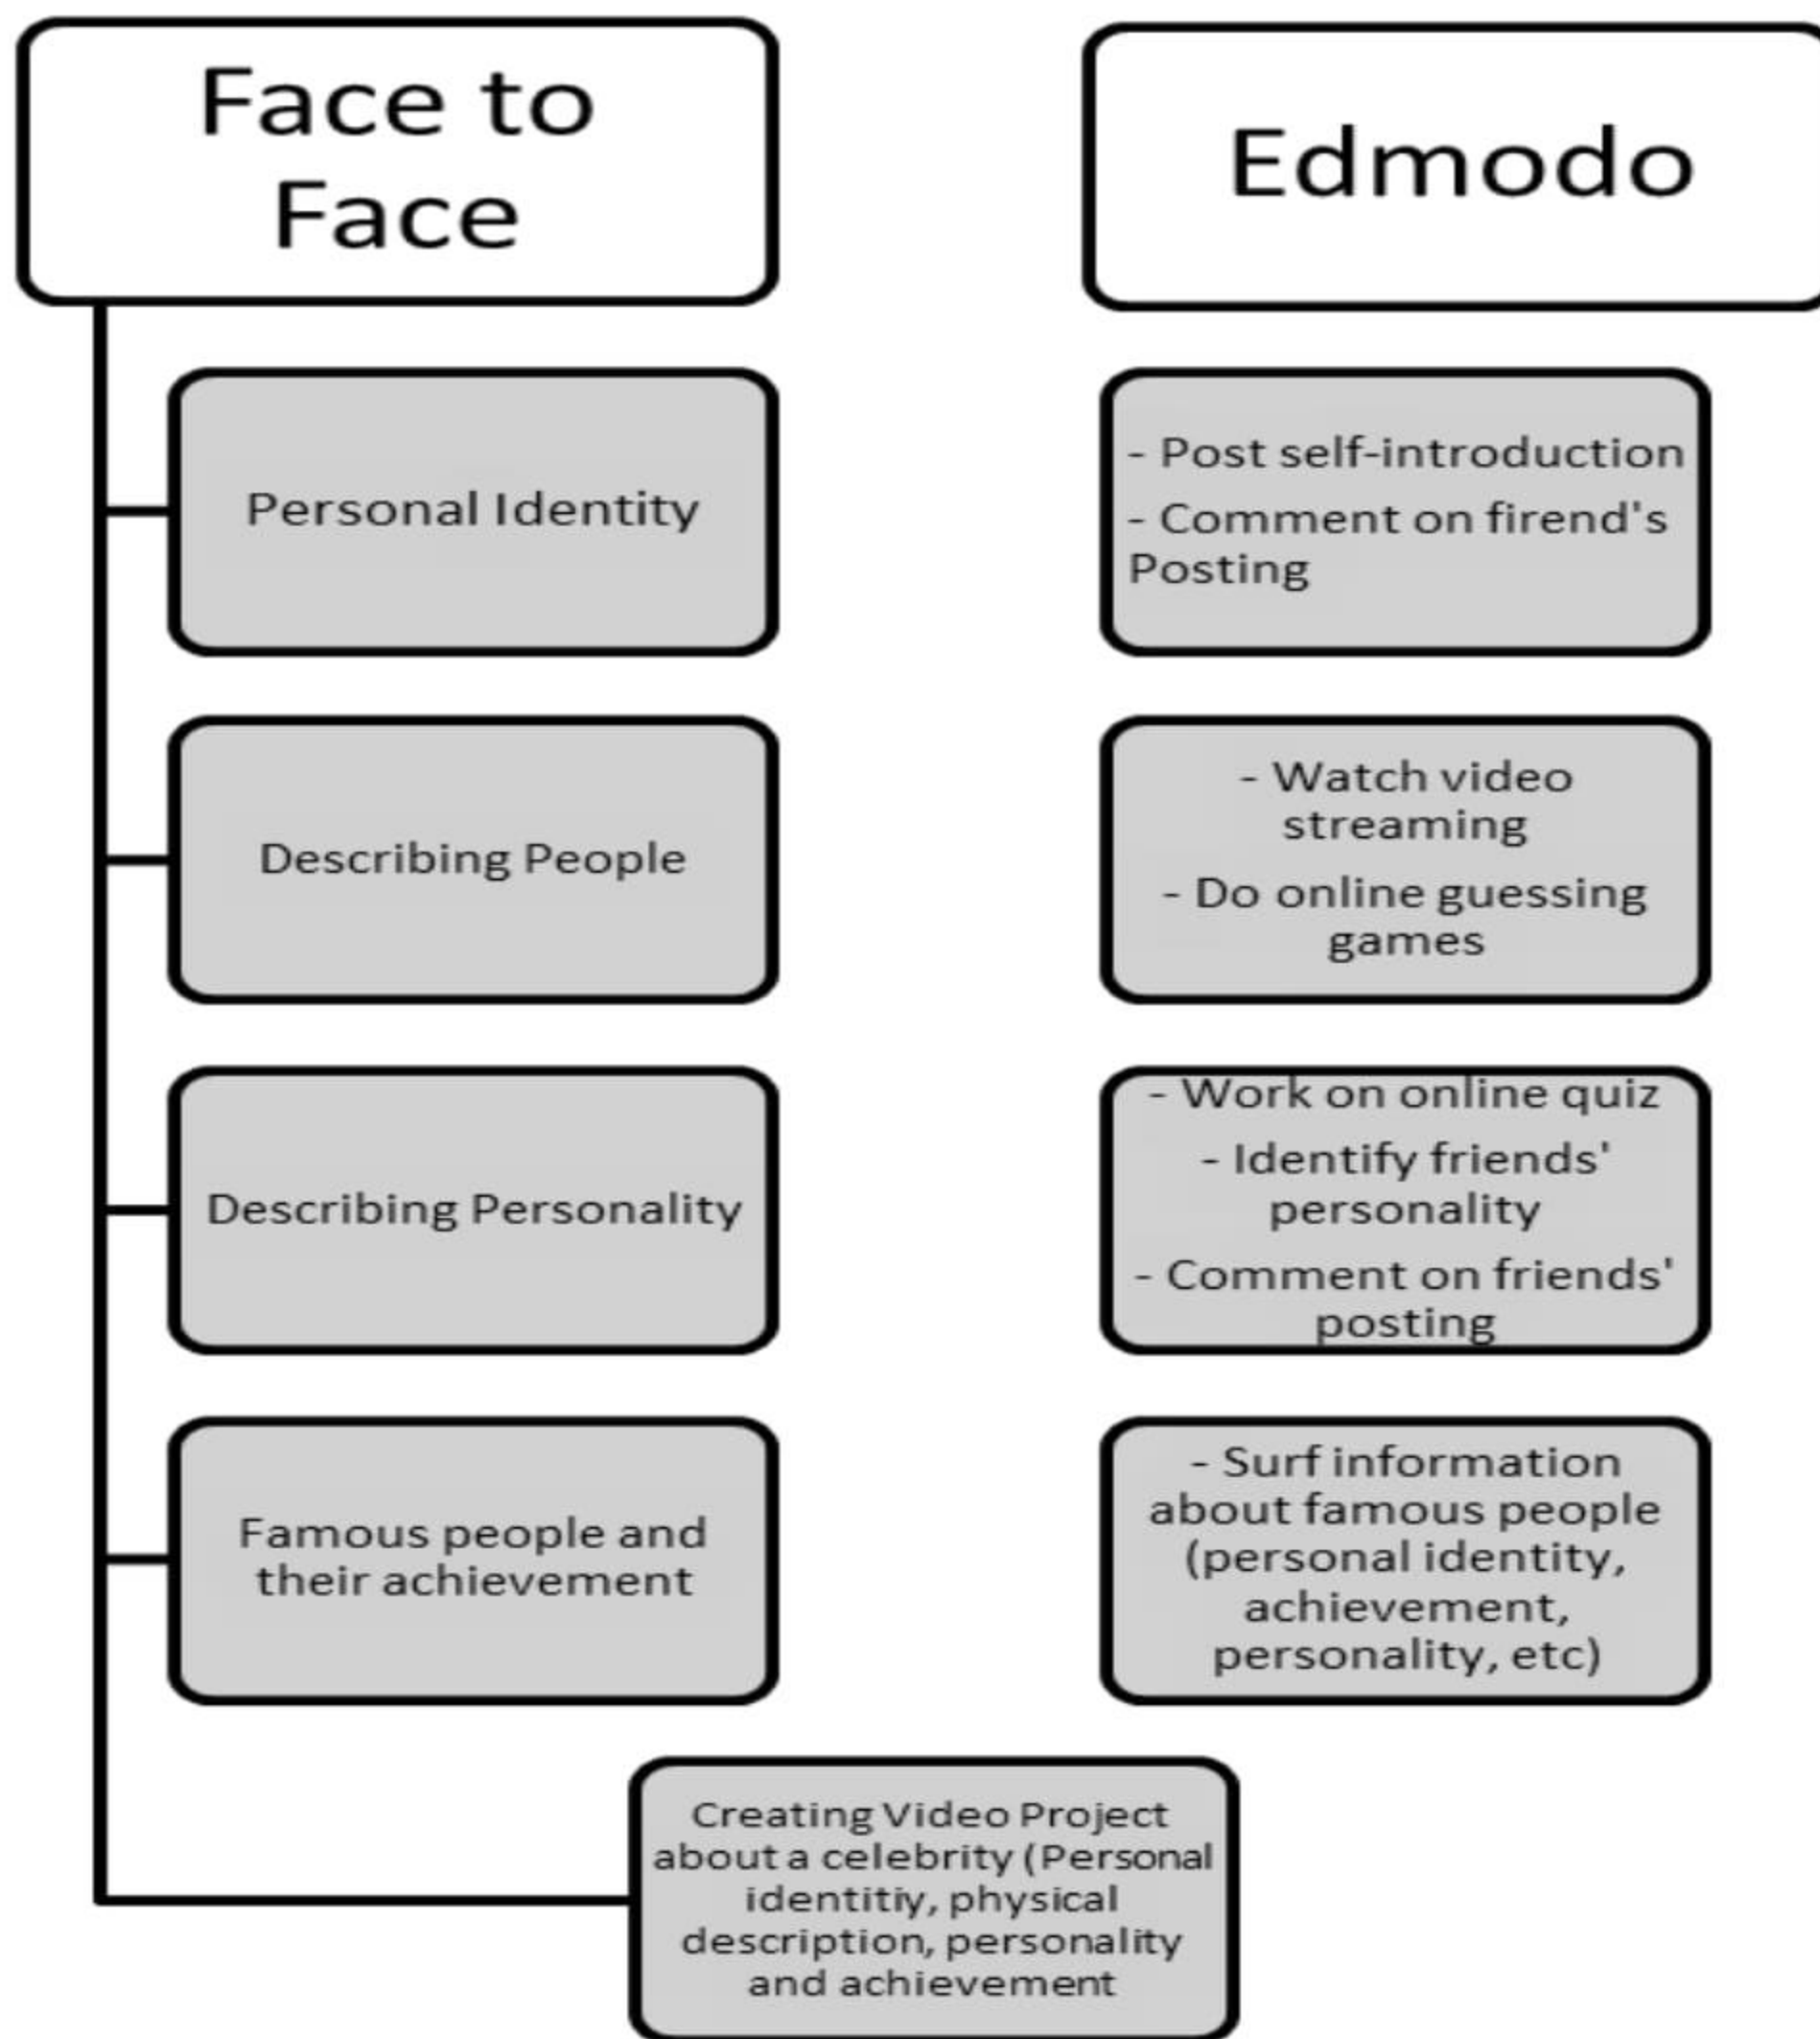 Face to
Face
Edmodo
Personal Identity
- Post self-introduction
- Comment on firend's
Posting
Describing People
- Watch video
streaming
- Do online guessing
games
Describing Personality
- Work on online quiz
- Identify friends'
personality
- Comment on friends'
posting
Famous people and
their achievement
- Surf information
about famous people
(personal identity,
achievement,
personality, etc)
Creating Video Project
about a celebrity (Personal
identitiy, physical
description, personality
and achievement